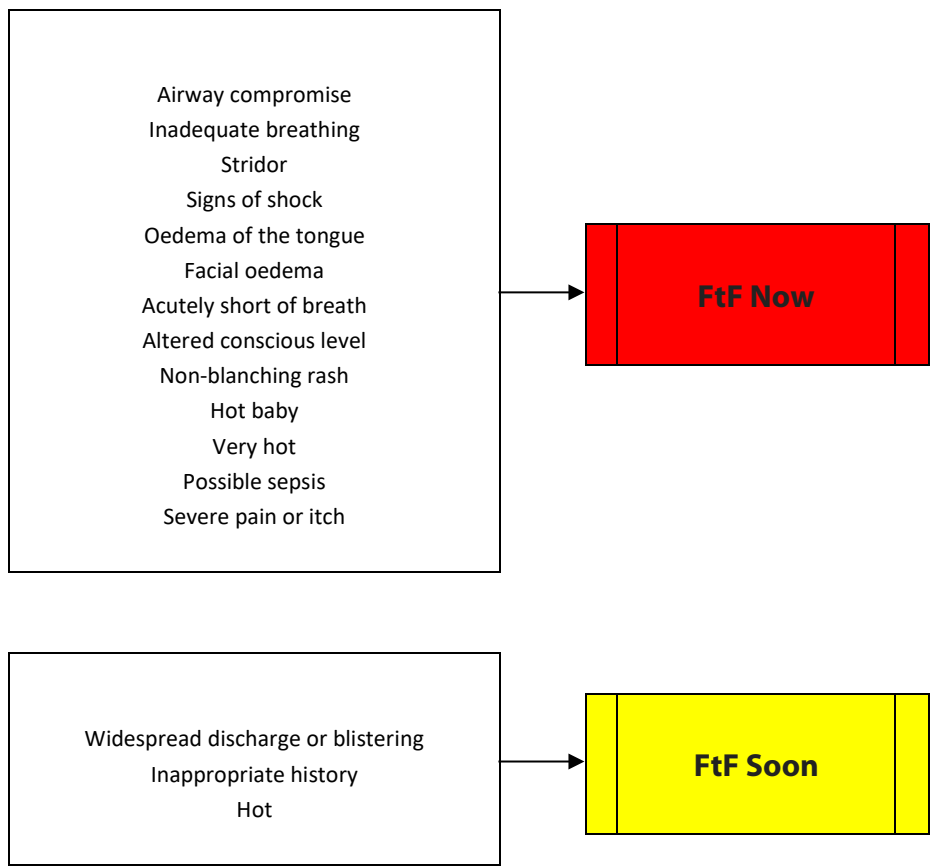 Airway compromise
Inadequate breathing
Stridor
Signs of shock
Oedema of the tongue
Facial oedema
Acutely short of breath
Altered conscious level
Non-blanching rash
Hot baby
Very hot
Possible sepsis
Severe pain or itch
FtF Now
Widespread discharge or blistering
Inappropriate history
Hot
FtF Soon